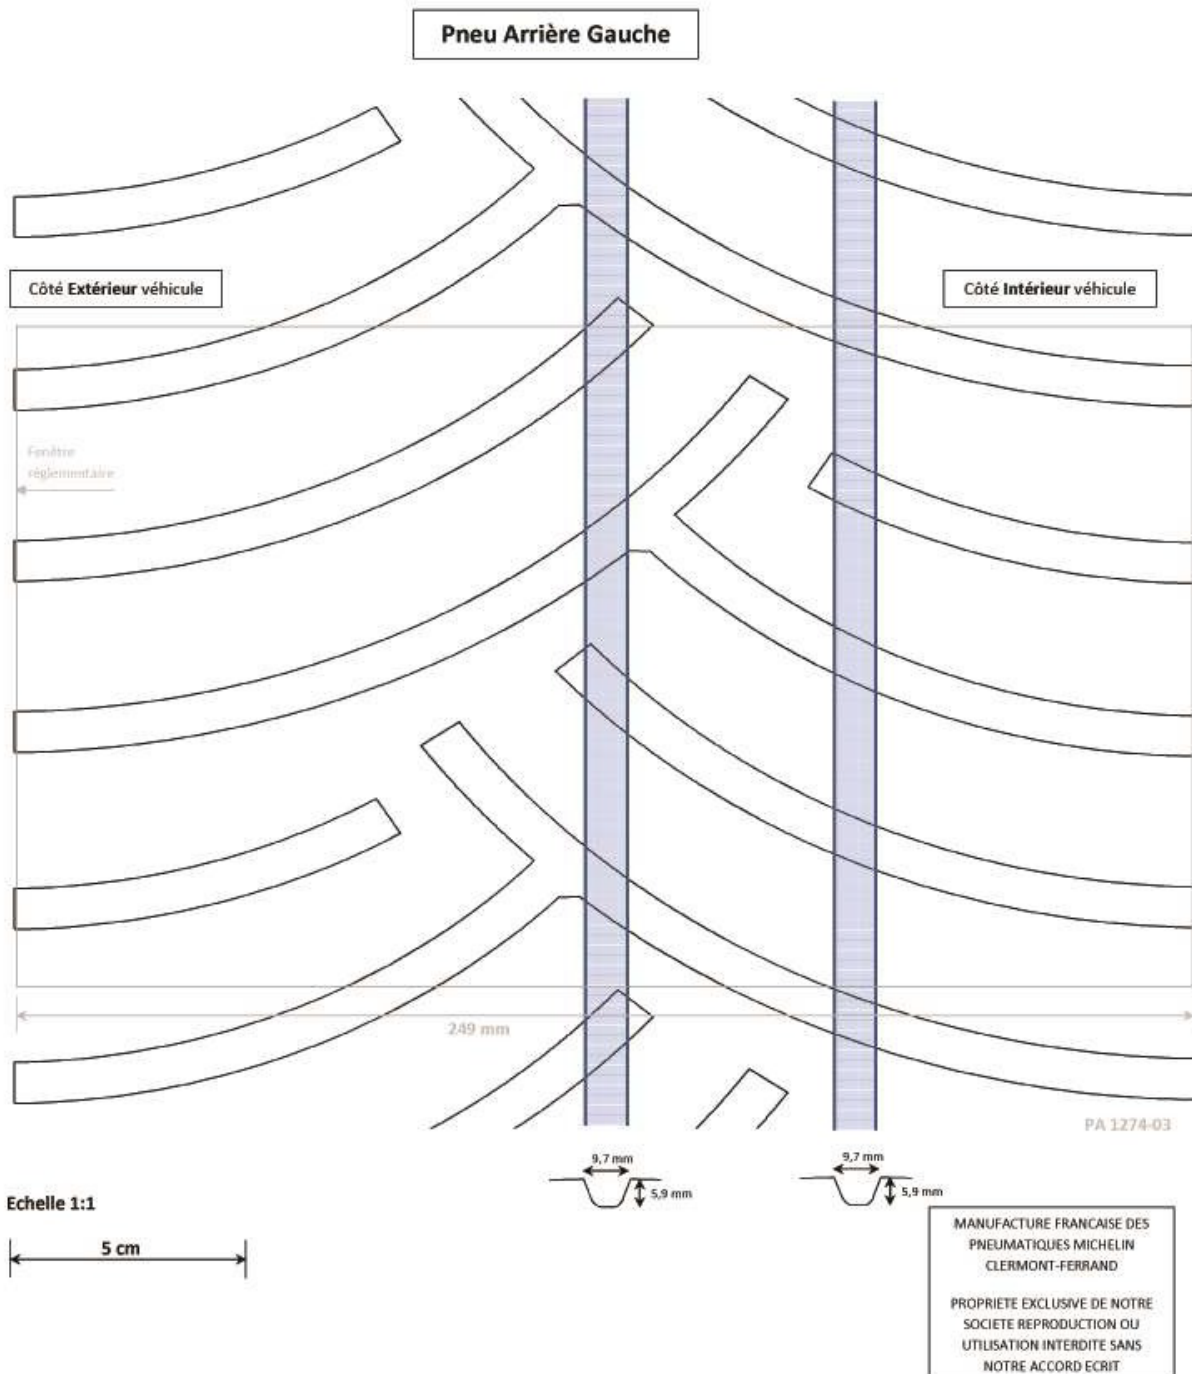 Pneu Arrière Gauche
Côté Extérieur véhicule
Côté Intérieur véhicule
Fenêtre
réglementaire
249 mm
PA 1274-03
9,7 mm
5,9 mm
9,7 mm
5,9 mm
Echelle 1:1
5 cm
MANUFACTURE FRANCAISE DES
PNEUMATIQUES MICHELIN
CLERMONT-FERRAND
PROPRIETE EXCLUSIVE DE NOTRE
SOCIETE REPRODUCTION OU
UTILISATION INTERDITE SANS
NOTRE ACCORD ECRIT